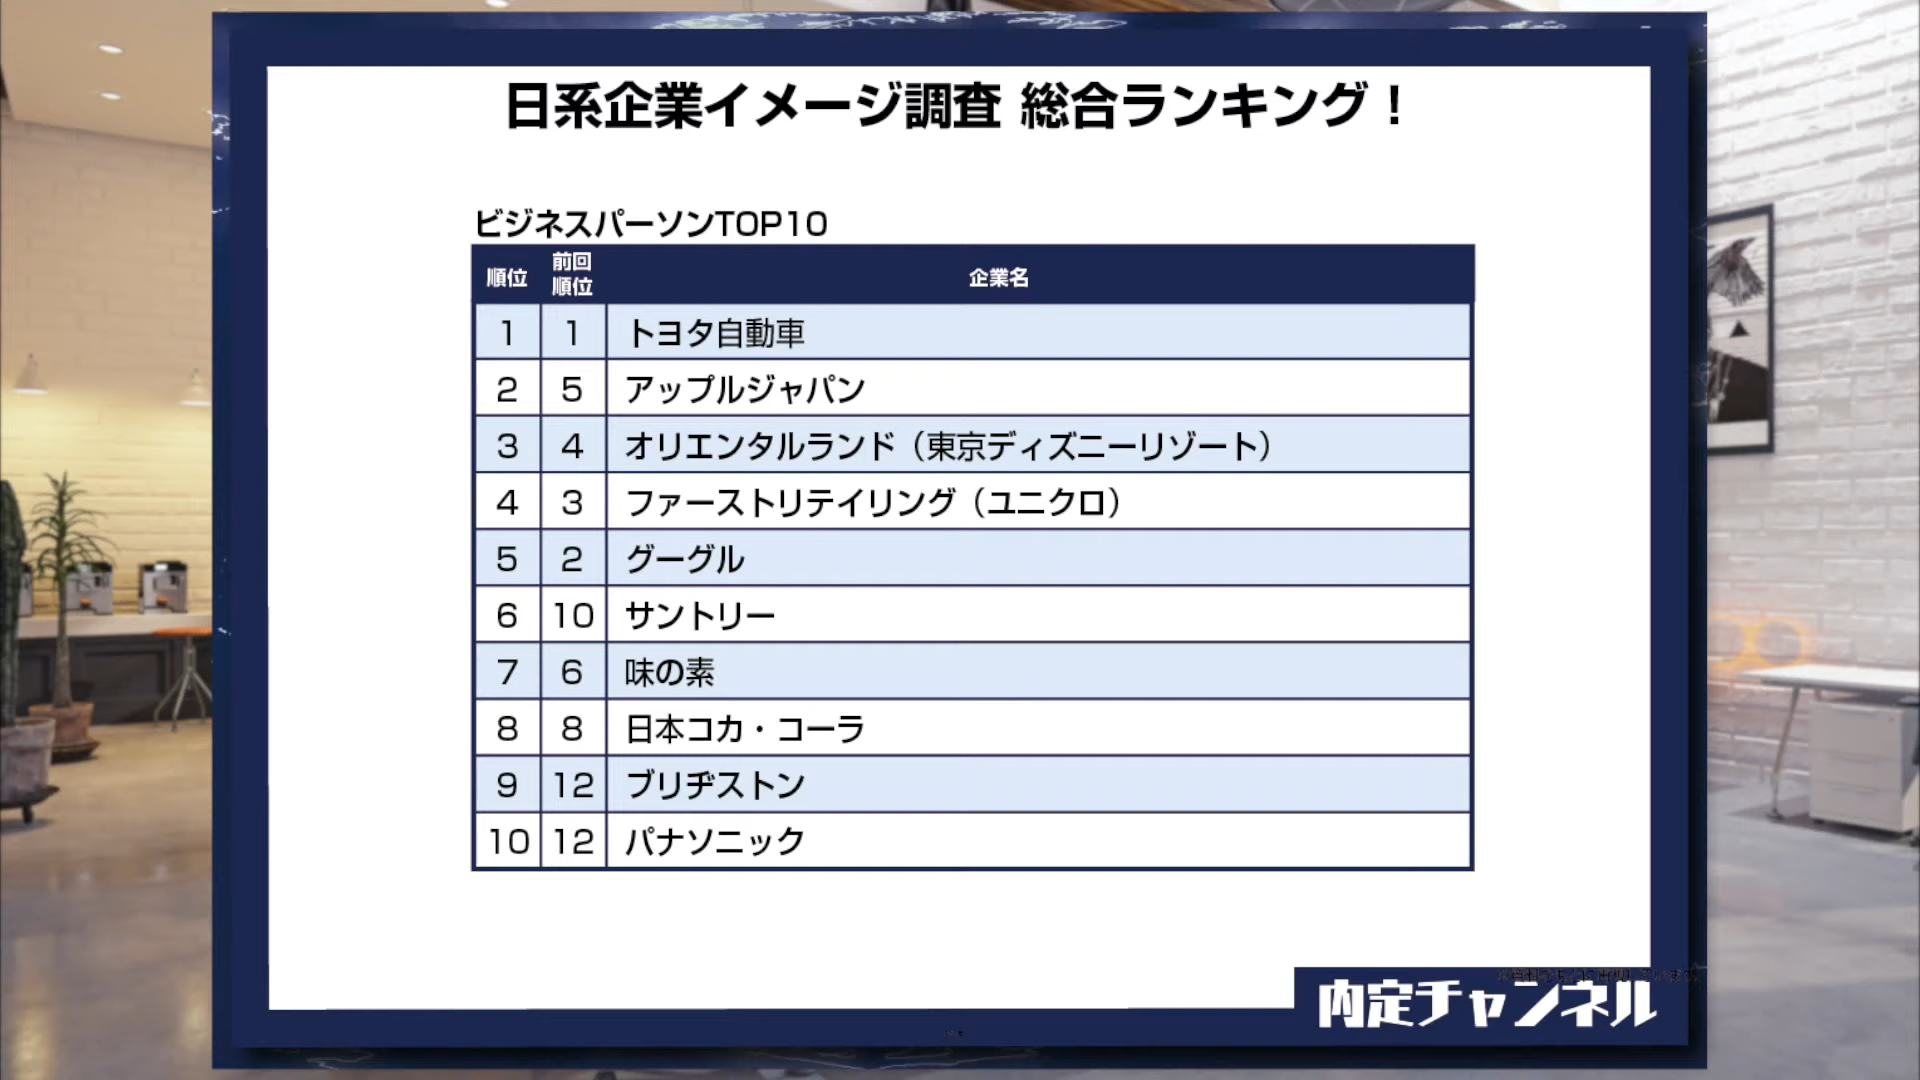 日系企業イメージ調査 総合ランキング！
ビジネスパーソンTOP10
順位 前回順位 企業名
1 1 トヨタ自動車
2 5 アップルジャパン
3 4 オリエンタルランド（東京ディズニーリゾート）
4 3 ファーストリテイリング（ユニクロ）
5 2 グーグル
6 10 サントリー
7 6 味の素
8 8 日本コカ・コーラ
9 12 ブリヂストン
10 12 パナソニック
内定チャンネル